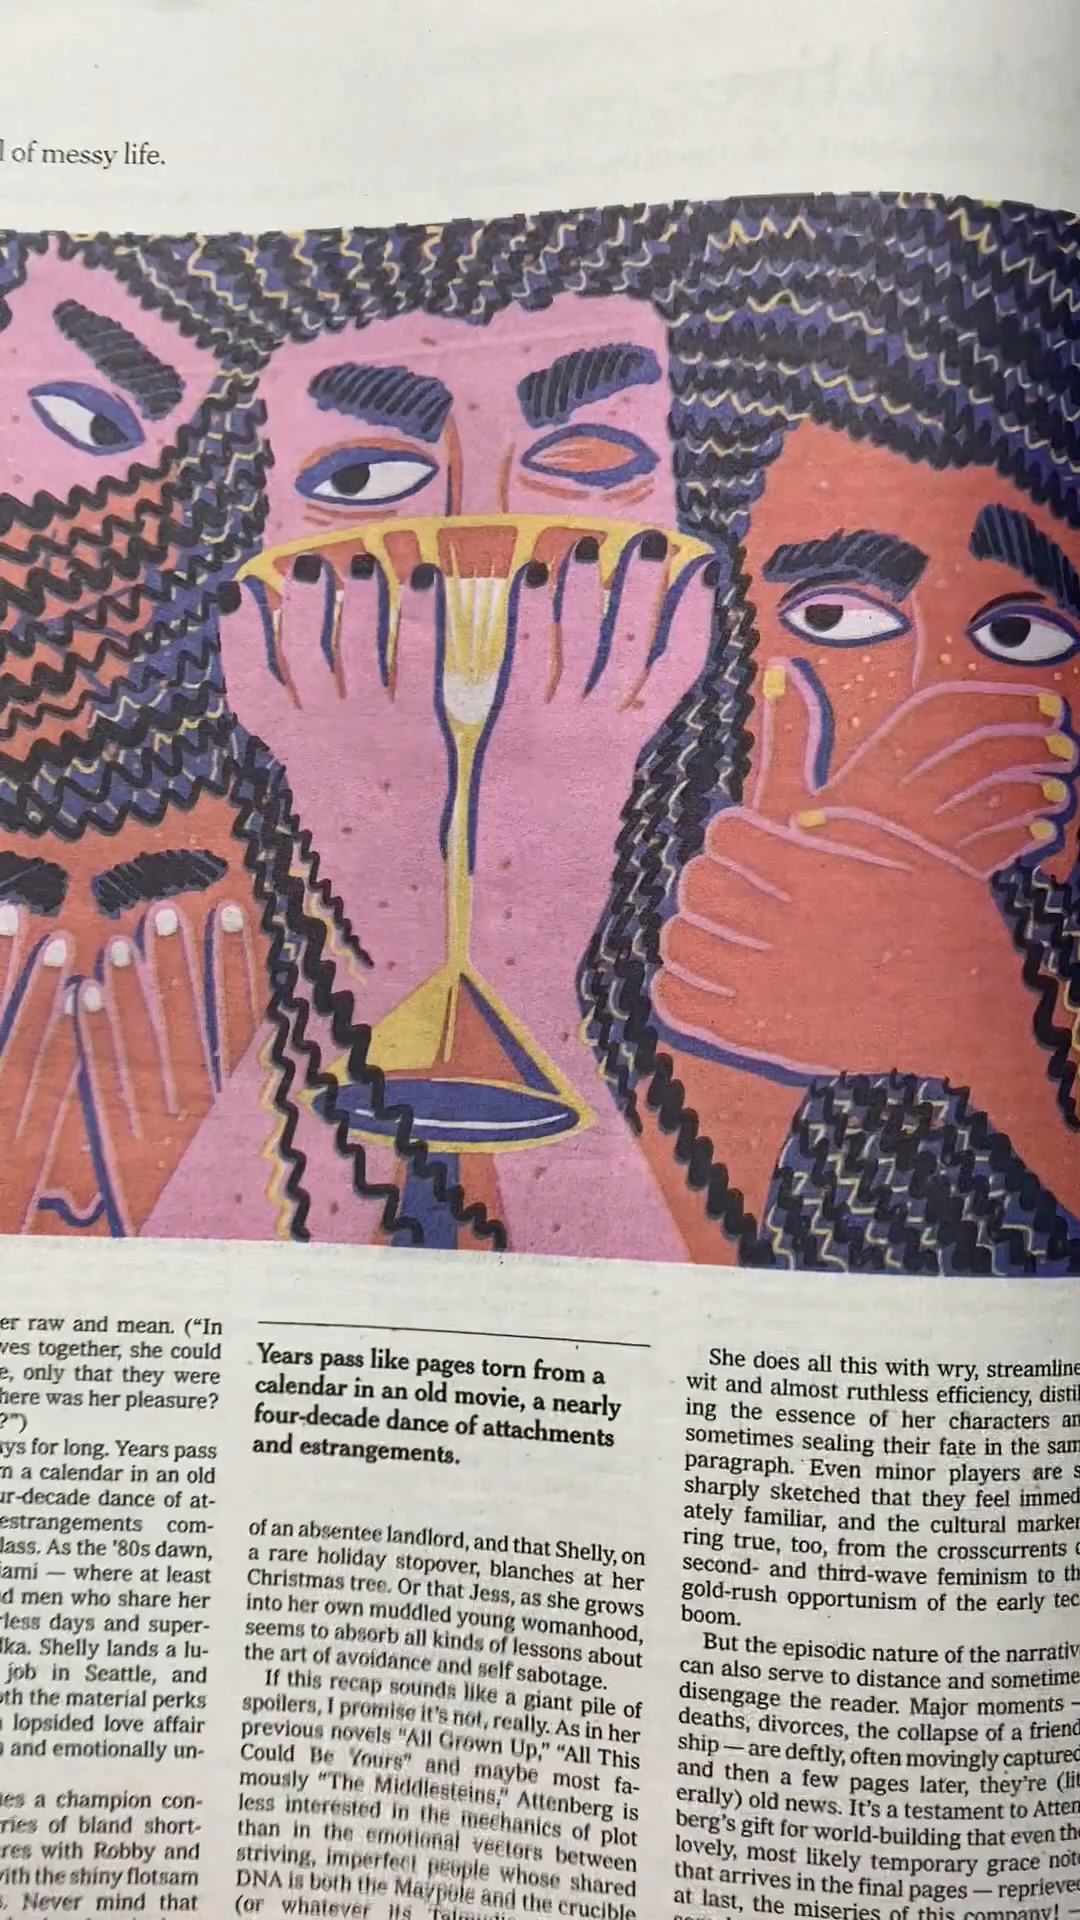 of messy life.
er raw and mean. (“In
ves together, she could
e, only that they were
here was her pleasure?
?”)
ys for long. Years pass
m a calendar in an old
ur-decade dance of at-
estrangements com-
lass. As the ’80s dawn,
iami — where at least
d men who share her
rless days and super-
lka. Shelly lands a lu-
job in Seattle, and
oth the material perks
lopsided love affair
and emotionally un-
es a champion con-
ries of bland short-
res with Robby and
with the shiny flotsam
s. Never mind that
Years pass like pages torn from a
calendar in an old movie, a nearly
four-decade dance of attachments
and estrangements.
of an absentee landlord, and that Shelly, on
a rare holiday stopover, blanches at her
Christmas tree. Or that Jess, as she grows
into her own muddled young womanhood,
seems to absorb all kinds of lessons about
the art of avoidance and self sabotage.
If this recap sounds like a giant pile of
spoilers, I promise it’s not, really. As in her
previous novels “All Grown Up,” “All This
Could Be Yours” and maybe most fa-
mously “The Middlesteins,” Attenberg is
less interested in the mechanics of plot
than in the emotional vectors between
striving, imperfect people whose shared
DNA is both the Maypole and the crucible
(or whatever its
She does all this with wry, streamline
wit and almost ruthless efficiency, distil
ing the essence of her characters an
sometimes sealing their fate in the sam
paragraph. Even minor players are s
sharply sketched that they feel immed
ately familiar, and the cultural marker
ring true, too, from the crosscurrents o
second- and third-wave feminism to th
gold-rush opportunism of the early tec
boom.
But the episodic nature of the narrativ
can also serve to distance and sometime
disengage the reader. Major moments —
deaths, divorces, the collapse of a friend
ship — are deftly, often movingly captured
and then a few pages later, they’re (lit
erally) old news. It’s a testament to Atten
berg’s gift for world-building that even the
lovely, most likely temporary grace note
that arrives in the final pages — reprieved
at last, the miseries of this company! —